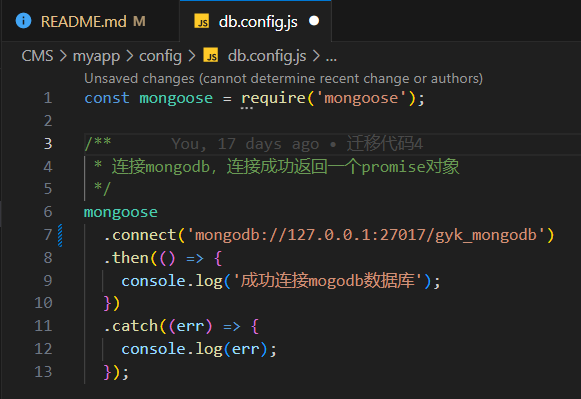 README.md M
JS db.config.js
CMS > myapp > config > JS db.config.js > ...
Unsaved changes (cannot determine recent change or authors)
1 const mongoose = require('mongoose');
2
3 /** You, 17 days ago • 迁移代码4
4 * 连接mongodb, 连接成功返回一个promise对象
5 */
6 mongoose
7 .connect('mongodb://127.0.0.1:27017/gyk_mongodb')
8 .then(() => {
9 console.log('成功连接mogodb数据库');
10 })
11 .catch((err) => {
12 console.log(err);
13 });